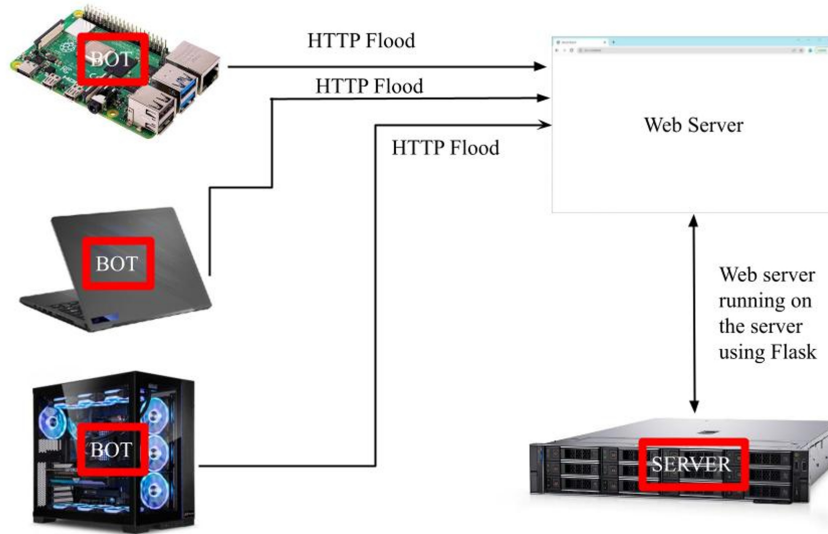 HTTP Flood
BOT
HTTP Flood
Web Server
HTTP Flood
BOT
Web server
running on
the server
using Flask
BOT
SERVER